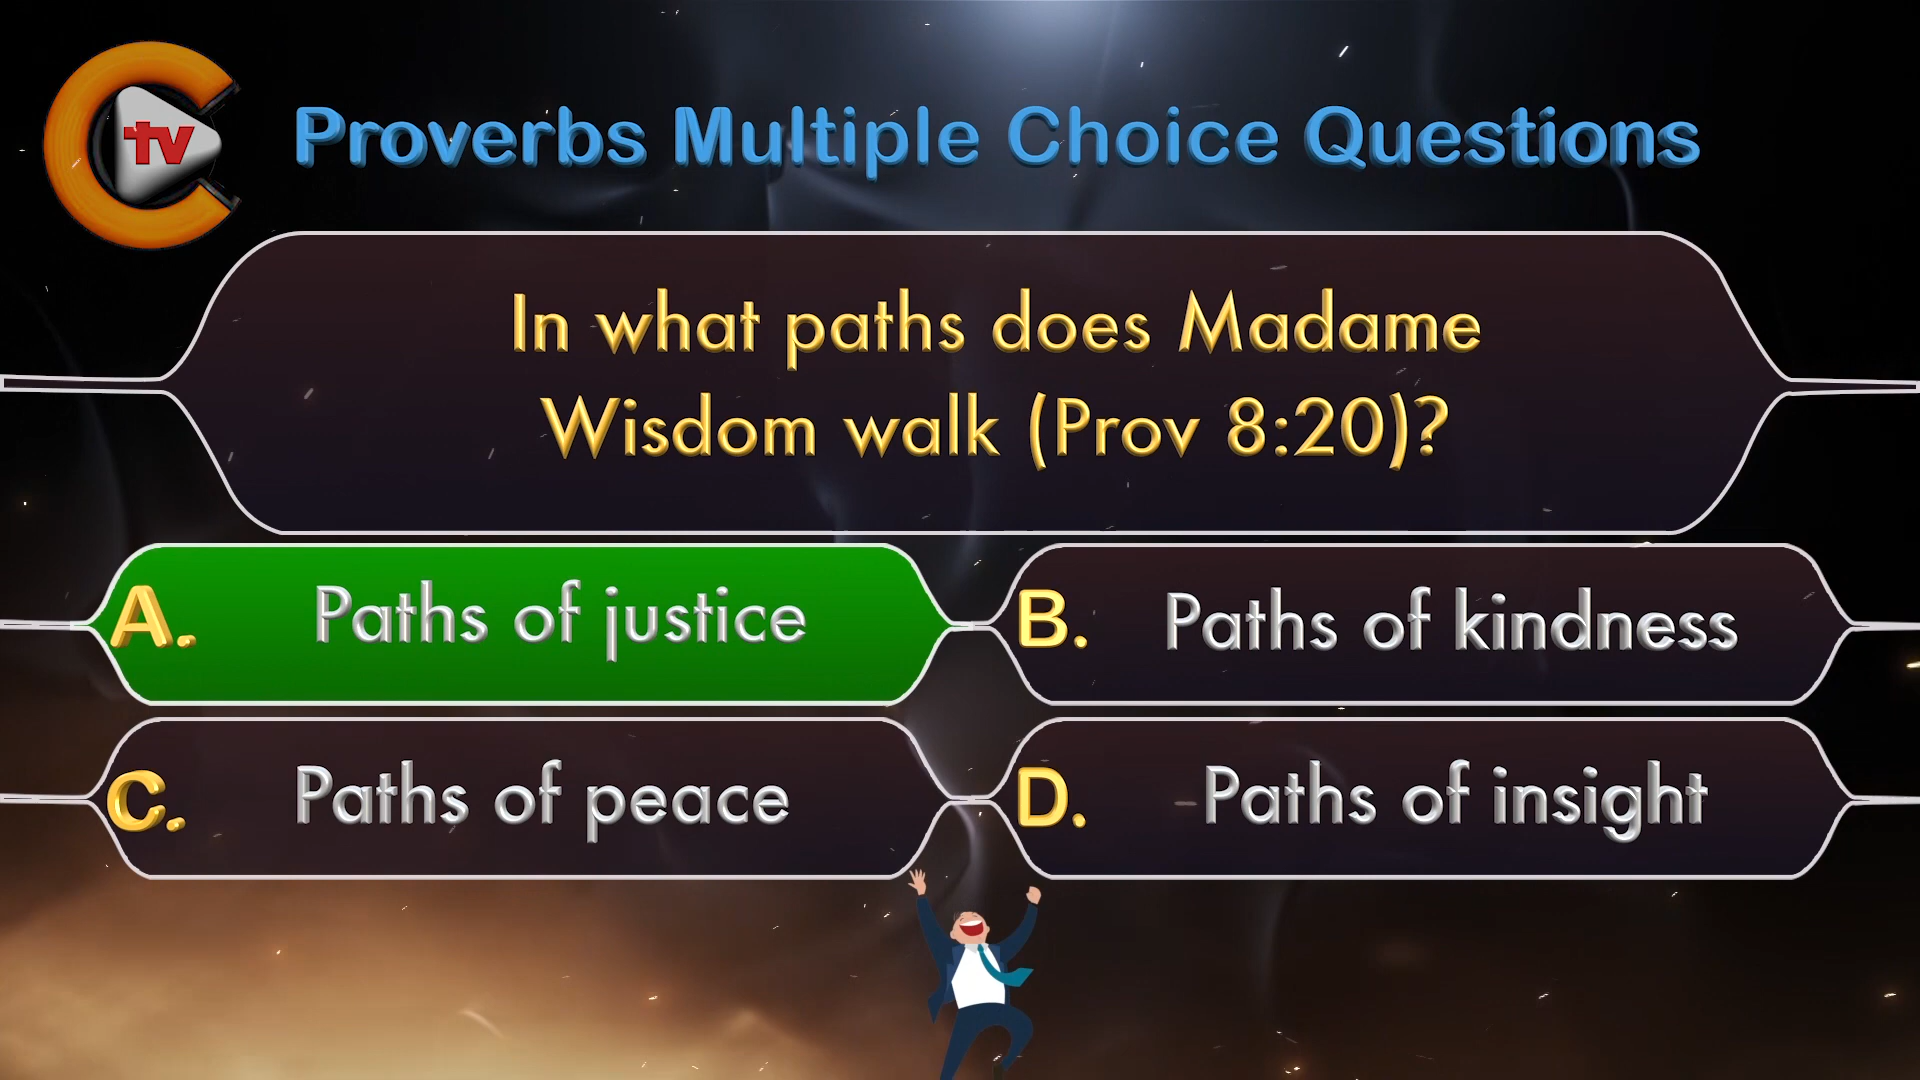 tv
Proverbs Multiple Choice Questions
In what paths does Madame
Wisdom walk (Prov 8:20)?
A. Paths of justice
B. Paths of kindness
C. Paths of peace
D. Paths of insight